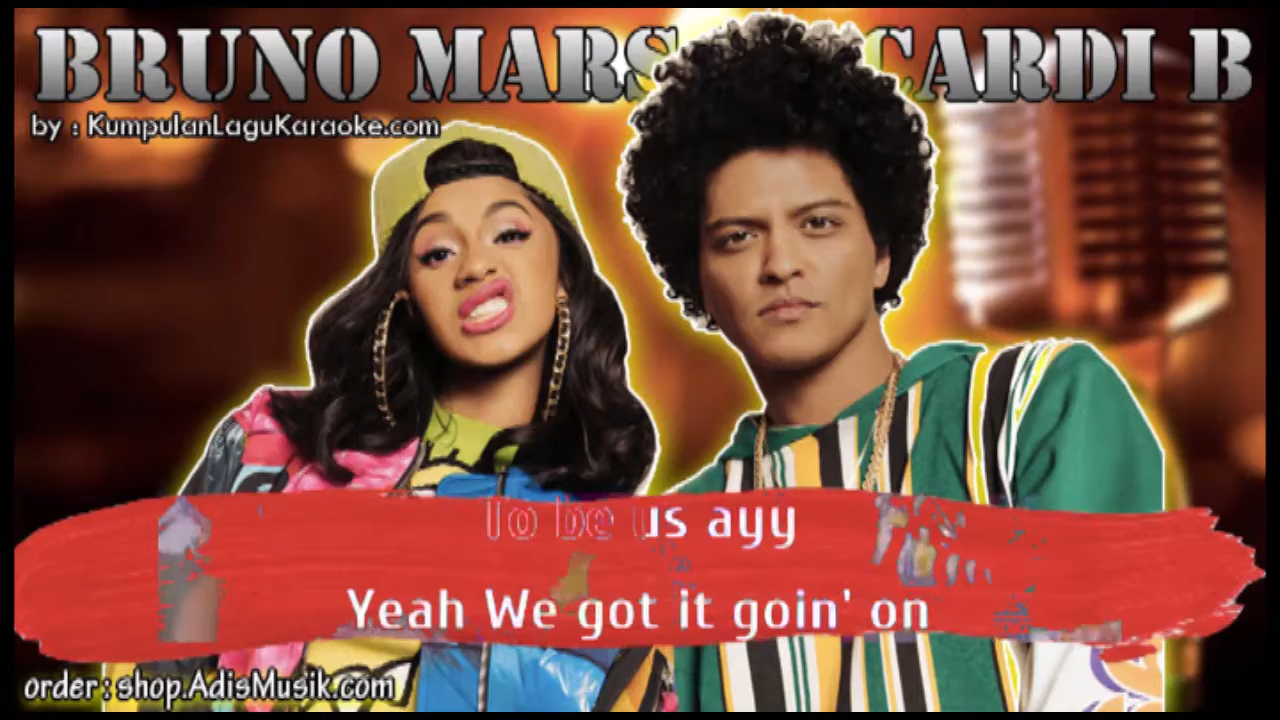 BRUNO MARS CARDI B
by : KumpulanLaguKaraoke.com
To be us ayy
Yeah We got it goin' on
order : shop.AdisMusik.com